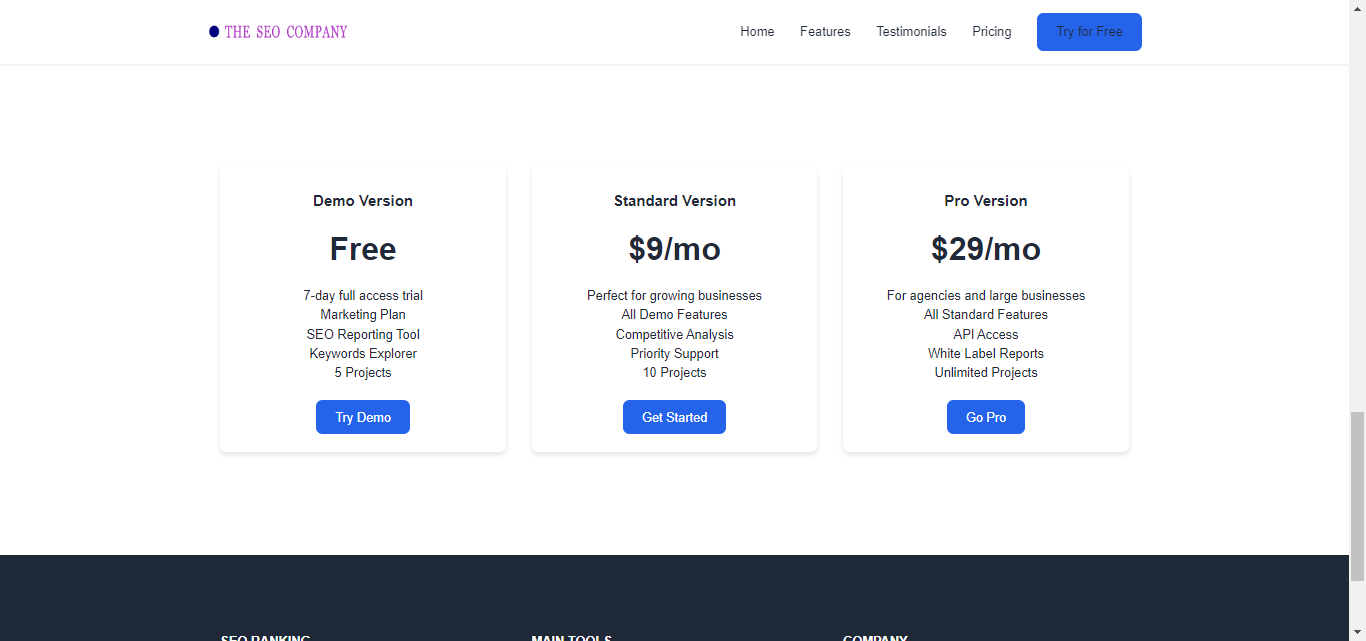 THE SEO COMPANY
Home
Features
Testimonials
Pricing
Try for Free
Demo Version
Free
7-day full access trial
Marketing Plan
SEO Reporting Tool
Keywords Explorer
5 Projects
Try Demo
Standard Version
$9/mo
Perfect for growing businesses
All Demo Features
Competitive Analysis
Priority Support
10 Projects
Get Started
Pro Version
$29/mo
For agencies and large businesses
All Standard Features
API Access
White Label Reports
Unlimited Projects
Go Pro
SEO RANKING
MAIN TOOLS
COMPANY